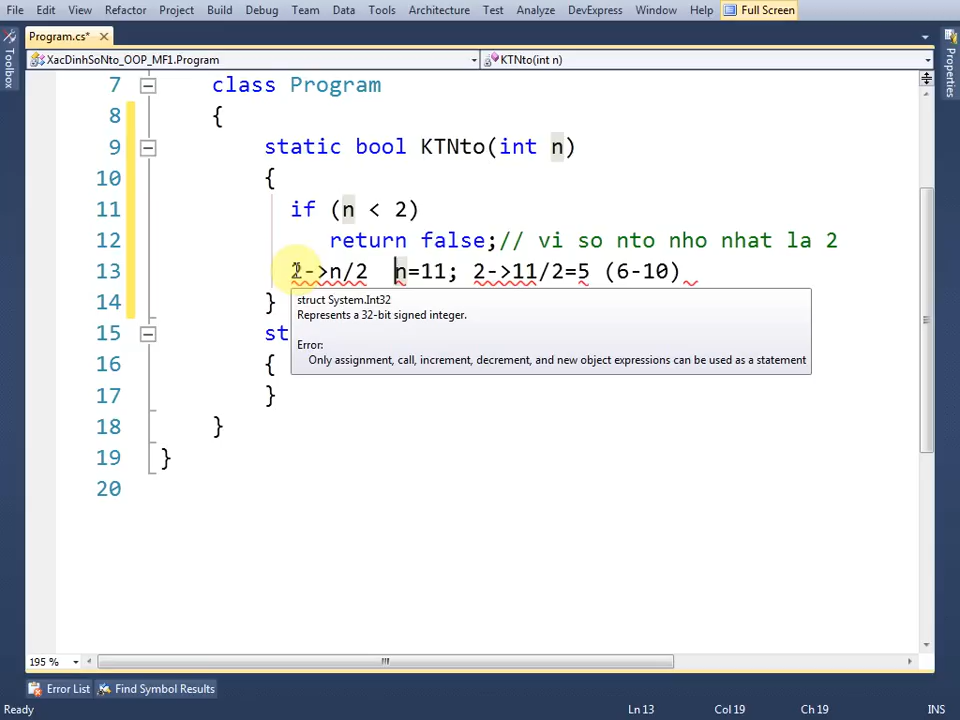 File Edit View Refactor Project Build Debug Team Data Tools Architecture Test Analyze DevExpress Window Help Full Screen
Program.cs*
XacDinhSoNto_OOP_MF1.Program KTNto(int n)
Toolbox
Properties
7 class Program
8 {
9 static bool KTNto(int n)
10 {
11 if (n < 2)
12 return false;// vi so nto nho nhat la 2
13 2->n/2 n=11; 2->11/2=5 (6-10)
14 }
struct System.Int32
Represents a 32-bit signed integer.
Error:
Only assignment, call, increment, decrement, and new object expressions can be used as a statement
15 st
16 {
17 }
18 }
19 }
20
195 %
Error List Find Symbol Results
Ready Ln 13 Col 19 Ch 19 INS